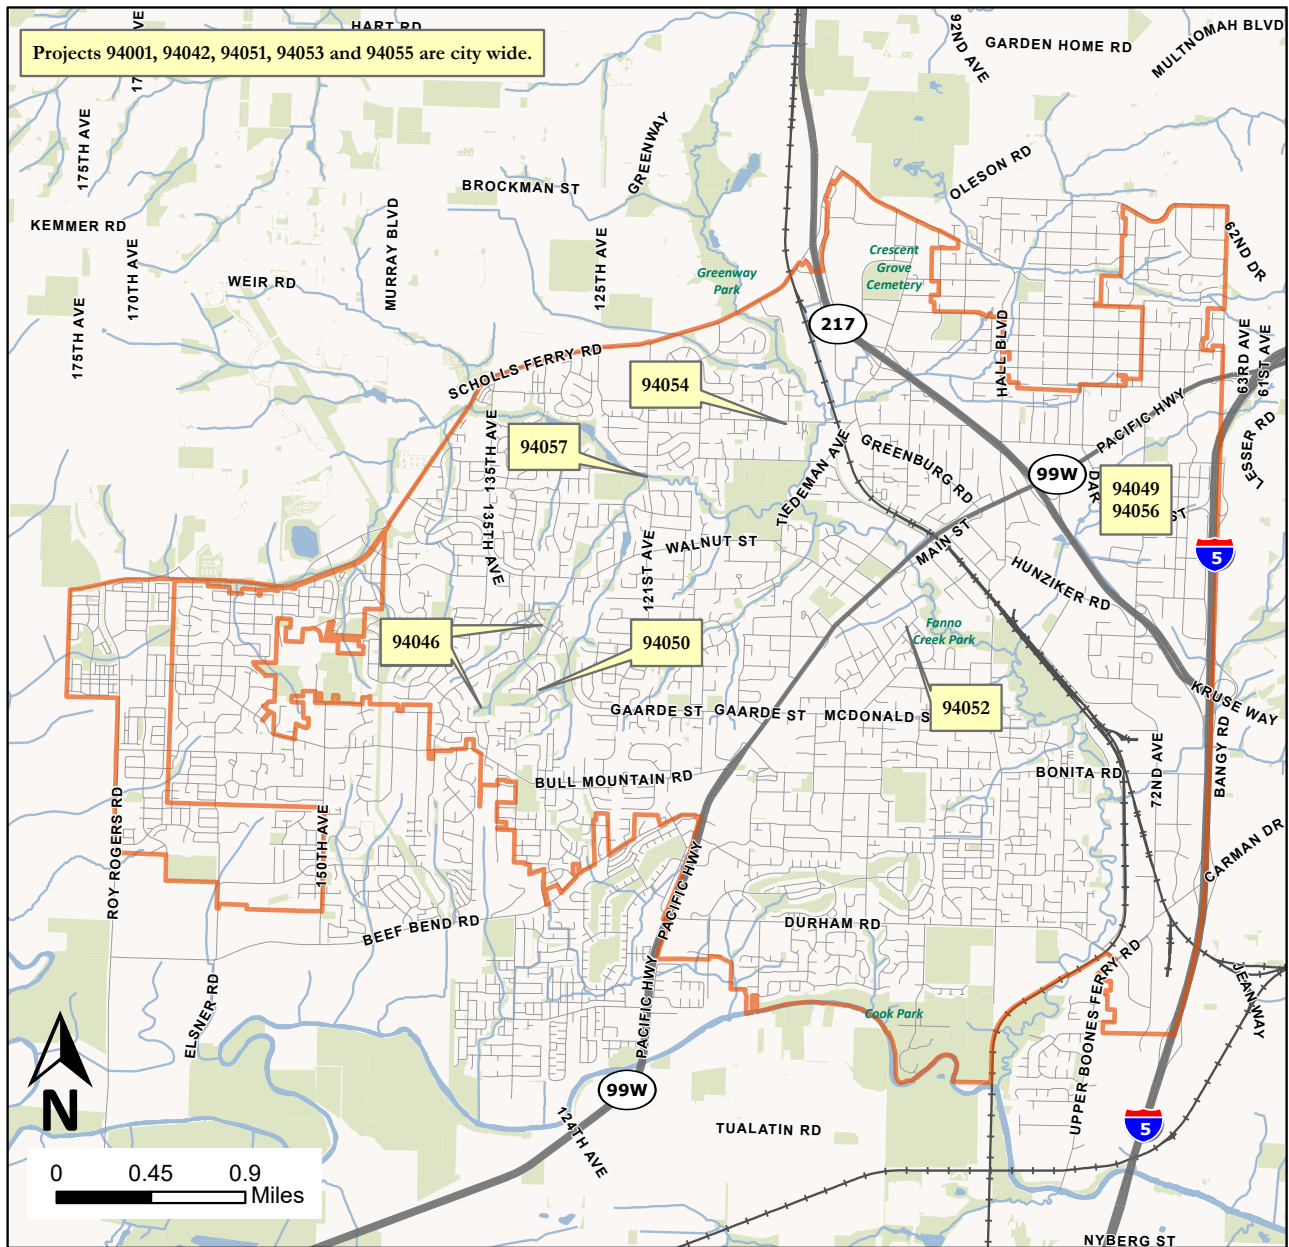 HART RD
92ND AVE
GARDEN HOME RD
MULTNOMAH BLVD
Projects 94001, 94042, 94051, 94053 and 94055 are city wide.
175TH AVE
GREENWAY
OLESON RD
BROCKMAN ST
KEMMER RD
MURRAY BLVD
170TH AVE
125TH AVE
62ND DR
Crescent
Grove
Cemetery
Greenway
Park
WEIR RD
175TH AVE
217
HALL BLVD
63RD AVE
61ST AVE
SCHOLLS FERRY RD
94054
PACIFIC HWY
LESSER RD
135TH AVE
94057
GREENBURG RD
TIEDEMAN AVE
99W
DAR
94049
94056
ST
135TH AVE
WALNUT ST
MAIN ST
5
121ST AVE
HUNZIKER RD
94046
94050
Fanno
Creek Park
KRUSE WAY
94052
GAARDE ST
GAARDE ST
MCDONALD S
BONITA RD
72ND AVE
BANGY RD
BULL MOUNTAIN RD
ROY ROGERS RD
150TH AVE
CARMAN DR
PACIFIC HWY
BEEF BEND RD
DURHAM RD
UPPER BOONES FERRY RD
JEAN WAY
ELSNER RD
PACIFIC HWY
Cook Park
N
99W
124TH AVE
TUALATIN RD
5
0 0.45 0.9
Miles
NYBERG ST